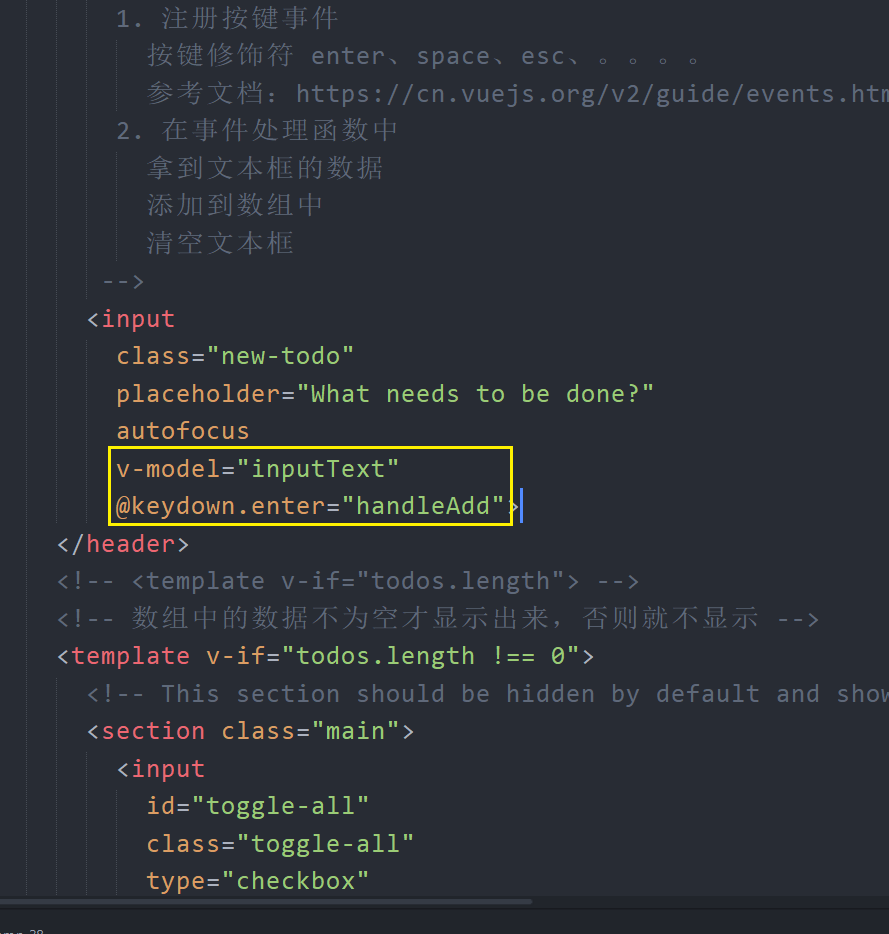 1. 注册按键事件
按键修饰符 enter、space、esc、。。。。
参考文档：https://cn.vuejs.org/v2/guide/events.htm
2. 在事件处理函数中
拿到文本框的数据
添加到数组中
清空文本框
-->
<input
class="new-todo"
placeholder="What needs to be done?"
autofocus
v-model="inputText"
@keydown.enter="handleAdd">
</header>
<!-- <template v-if="todos.length"> -->
<!-- 数组中的数据不为空才显示出来，否则就不显示 -->
<template v-if="todos.length !== 0">
<!-- This section should be hidden by default and show
<section class="main">
<input
id="toggle-all"
class="toggle-all"
type="checkbox"